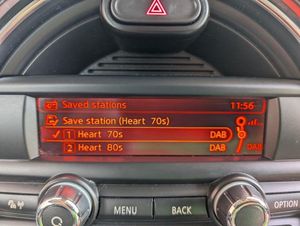 Saved stations 11:56
Save station (Heart 70s)
1 Heart 70s DAB
2 Heart 80s DAB DAB
MENU BACK OPTION